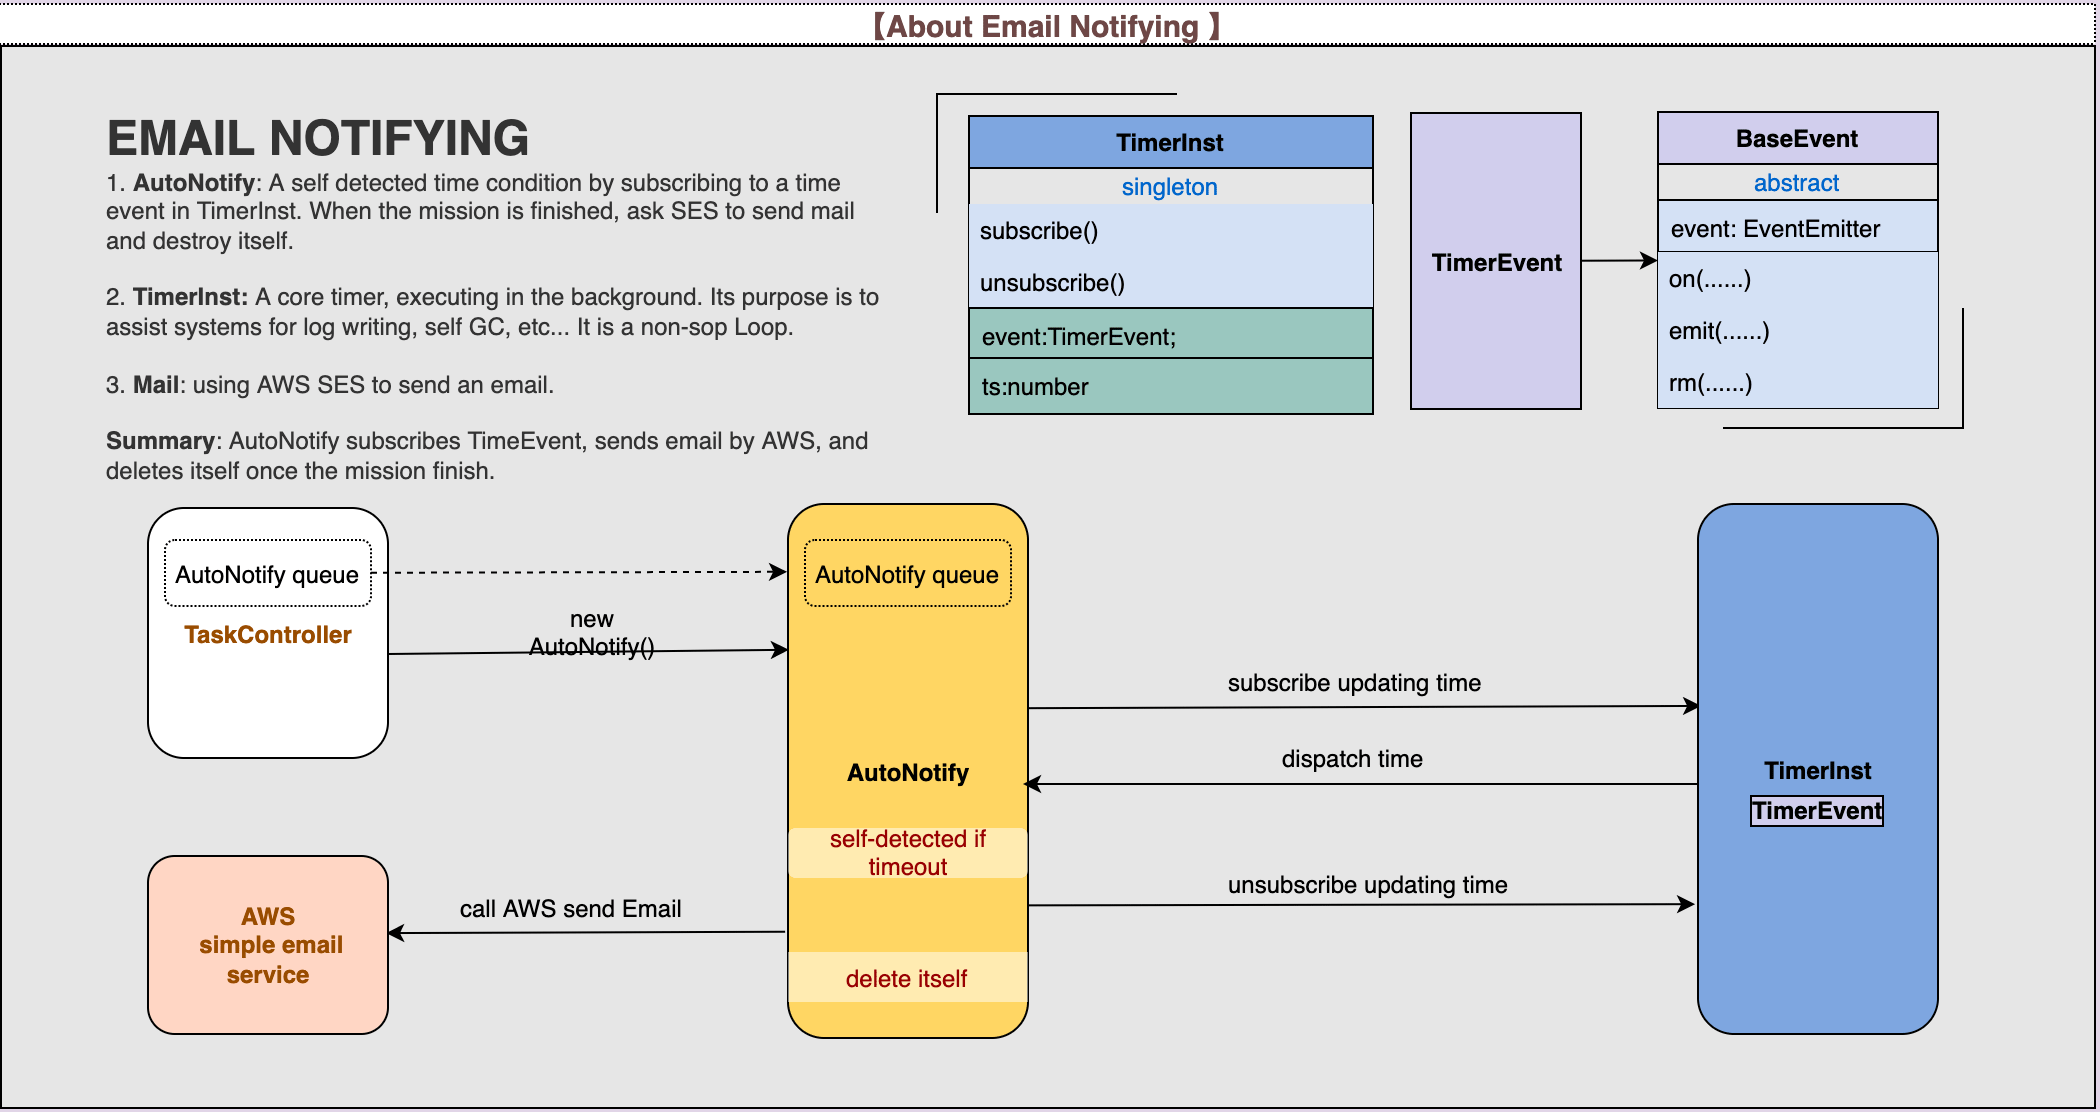 【About Email Notifying 】
EMAIL NOTIFYING
1. AutoNotify: A self detected time condition by subscribing to a time
event in TimerInst. When the mission is finished, ask SES to send mail
and destroy itself.
2. TimerInst: A core timer, executing in the background. Its purpose is to
assist systems for log writing, self GC, etc... It is a non-sop Loop.
3. Mail: using AWS SES to send an email.
Summary: AutoNotify subscribes TimeEvent, sends email by AWS, and
deletes itself once the mission finish.
TimerInst
singleton
subscribe()
unsubscribe()
event:TimerEvent;
ts:number
TimerEvent
BaseEvent
abstract
event: EventEmitter
on(......)
emit(......)
rm(......)
AutoNotify queue
TaskController
new
AutoNotify()
AutoNotify queue
AutoNotify
self-detected if
timeout
delete itself
subscribe updating time
dispatch time
unsubscribe updating time
TimerInst
TimerEvent
call AWS send Email
AWS
simple email
service